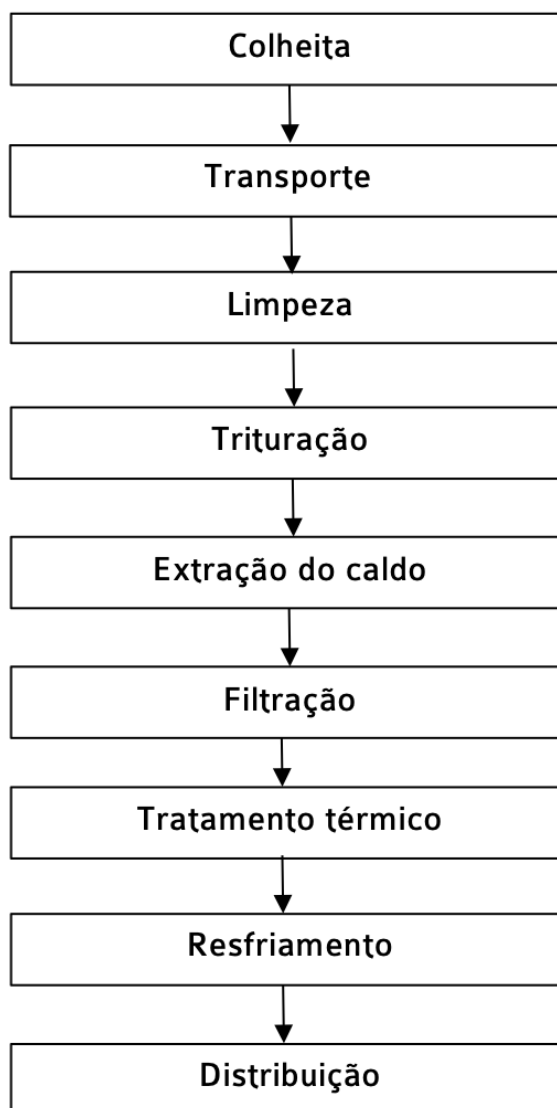 Colheita
Transporte
Limpeza
Trituração
Extração do caldo
Filtração
Tratamento térmico
Resfriamento
Distribuição